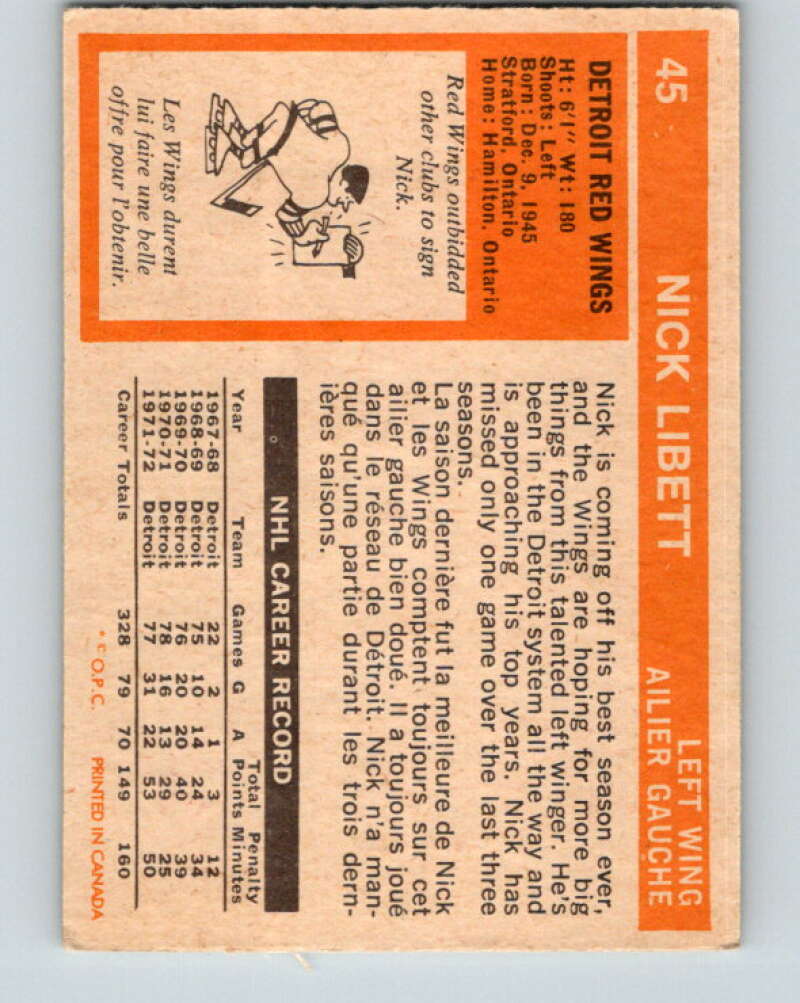 45 NICK LIBETT LEFT WING
AILIER GAUCHE
DETROIT RED WINGS
Ht: 6'1" Wt: 180
Shoots: Left
Born: Dec. 9, 1945
Stratford, Ontario
Home: Hamilton, Ontario
Red Wings outbidded
other clubs to sign
Nick.
Les Wings durent
lui faire une belle
offre pour l'obtenir.
Nick is coming off his best season ever,
and the Wings are hoping for more big
things from this talented left winger. He's
been in the Detroit system all the way and
is approaching his top years. Nick has
missed only one game over the last three
seasons.
La saison dernière fut la meilleure de Nick
et les Wings comptent toujours sur cet
ailier gauche bien doué. Il a toujours joué
dans le réseau de Détroit. Nick n'a man-
qué qu'une partie durant les trois dern-
ières saisons.
NHL CAREER RECORD
Total Penalty
Year Team Games G A Points Minutes
1967-68 Detroit 22 2 1 3 12
1968-69 Detroit 75 10 14 24 34
1969-70 Detroit 76 20 20 40 39
1970-71 Detroit 78 16 13 29 25
1971-72 Detroit 77 31 22 53 50
Career Totals 328 79 70 149 160
* © O.P.C. PRINTED IN CANADA